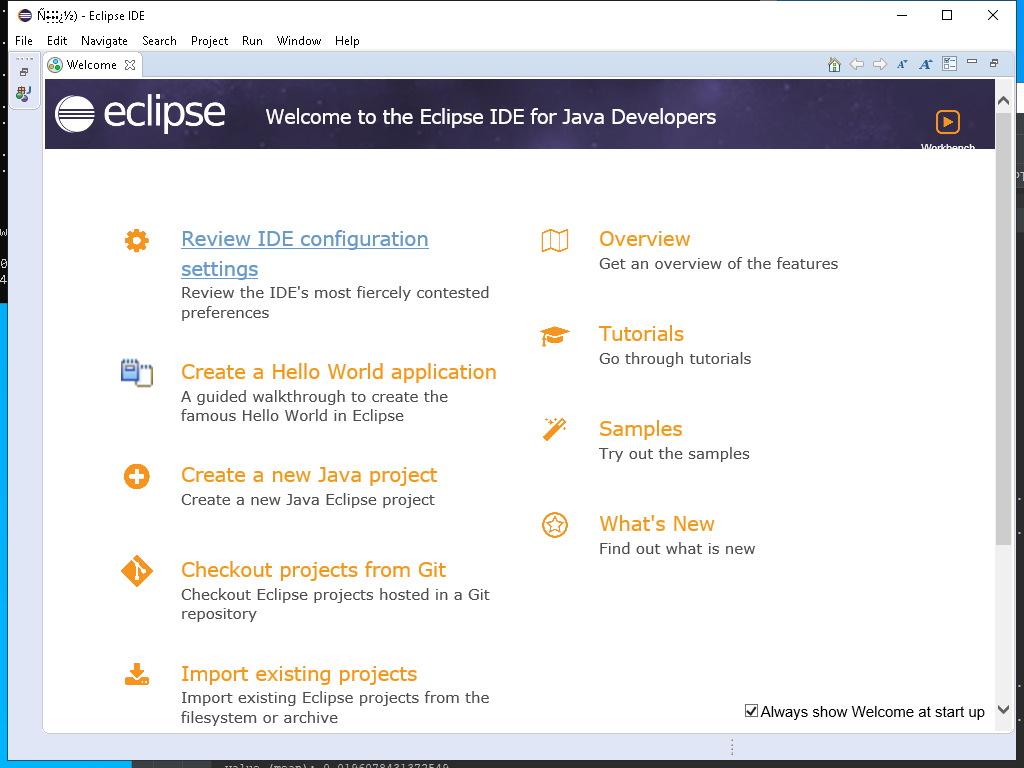 - Eclipse IDE
File Edit Navigate Search Project Run Window Help
Welcome
eclipse
Welcome to the Eclipse IDE for Java Developers
Workbench
Review IDE configuration
settings
Review the IDE's most fiercely contested
preferences
Create a Hello World application
A guided walkthrough to create the
famous Hello World in Eclipse
Create a new Java project
Create a new Java Eclipse project
Checkout projects from Git
Checkout Eclipse projects hosted in a Git
repository
Import existing projects
Import existing Eclipse projects from the
filesystem or archive
Overview
Get an overview of the features
Tutorials
Go through tutorials
Samples
Try out the samples
What's New
Find out what is new
Always show Welcome at start up
value (mean): 0.0196078431372549